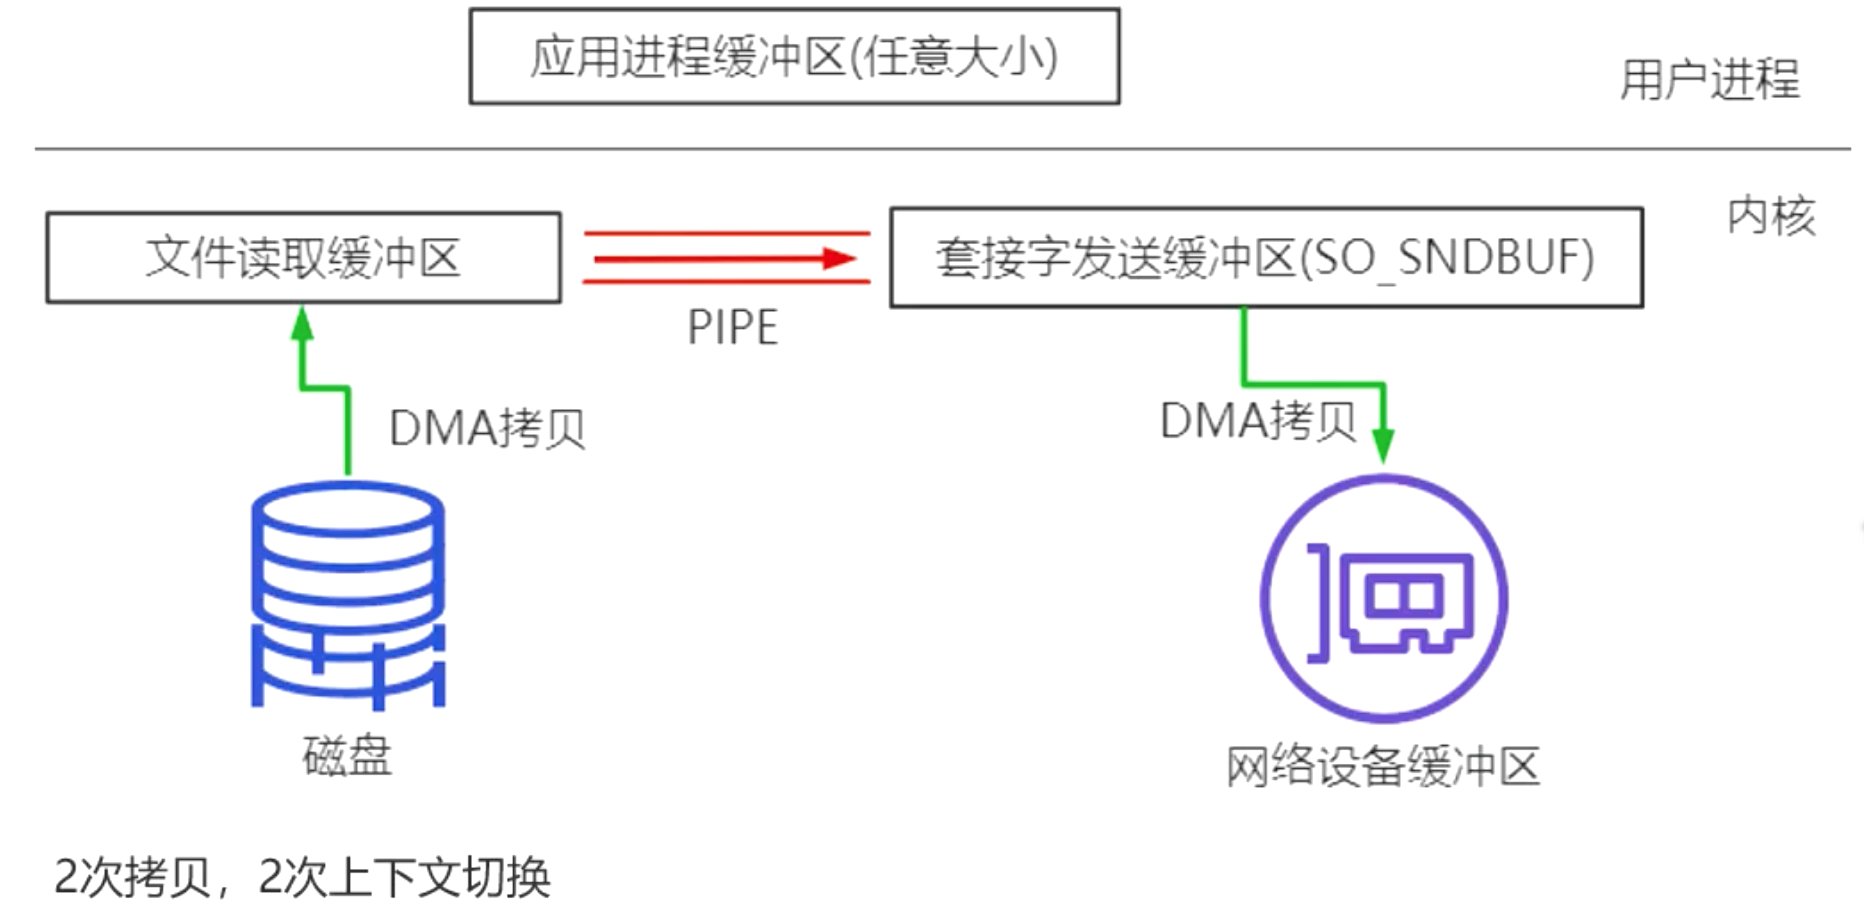 应用进程缓冲区(任意大小)
用户进程
内核
文件读取缓冲区
套接字发送缓冲区(SO_SNDBUF)
PIPE
DMA拷贝
DMA拷贝
磁盘
网络设备缓冲区
2次拷贝，2次上下文切换